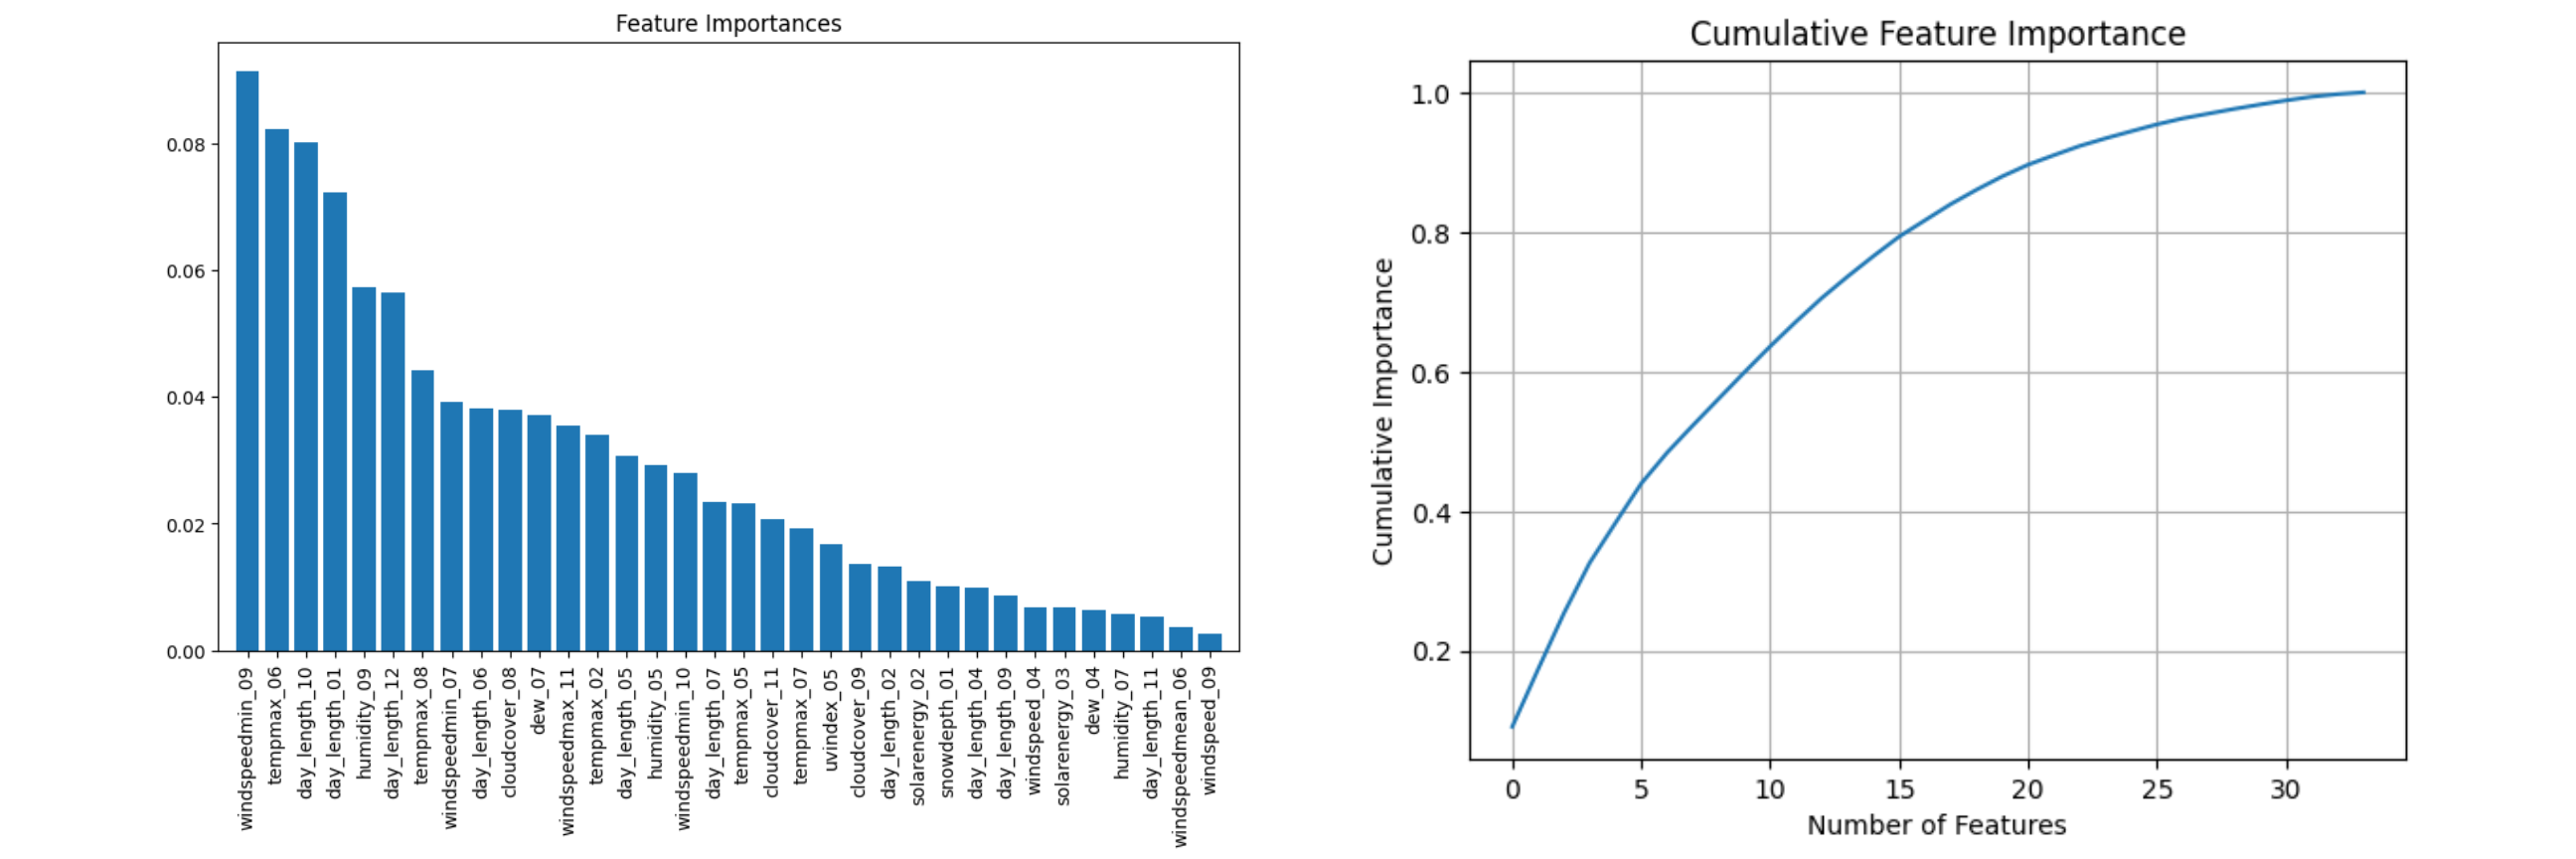 Feature Importances
0.08
0.06
0.04
0.02
0.00
windspeedmin_09
tempmax_06
day_length_10
day_length_01
humidity_09
day_length_12
tempmax_08
windspeedmin_07
day_length_06
cloudcover_08
dew_07
windspeedmax_11
tempmax_02
day_length_05
humidity_05
windspeedmin_10
day_length_07
tempmax_05
cloudcover_11
tempmax_07
uvindex_05
cloudcover_09
day_length_02
solarenergy_02
snowdepth_01
day_length_04
day_length_09
windspeed_04
solarenergy_03
dew_04
humidity_07
day_length_11
windspeedmean_06
windspeed_09
Cumulative Feature Importance
Cumulative Importance
1.0
0.8
0.6
0.4
0.2
0 5 10 15 20 25 30
Number of Features